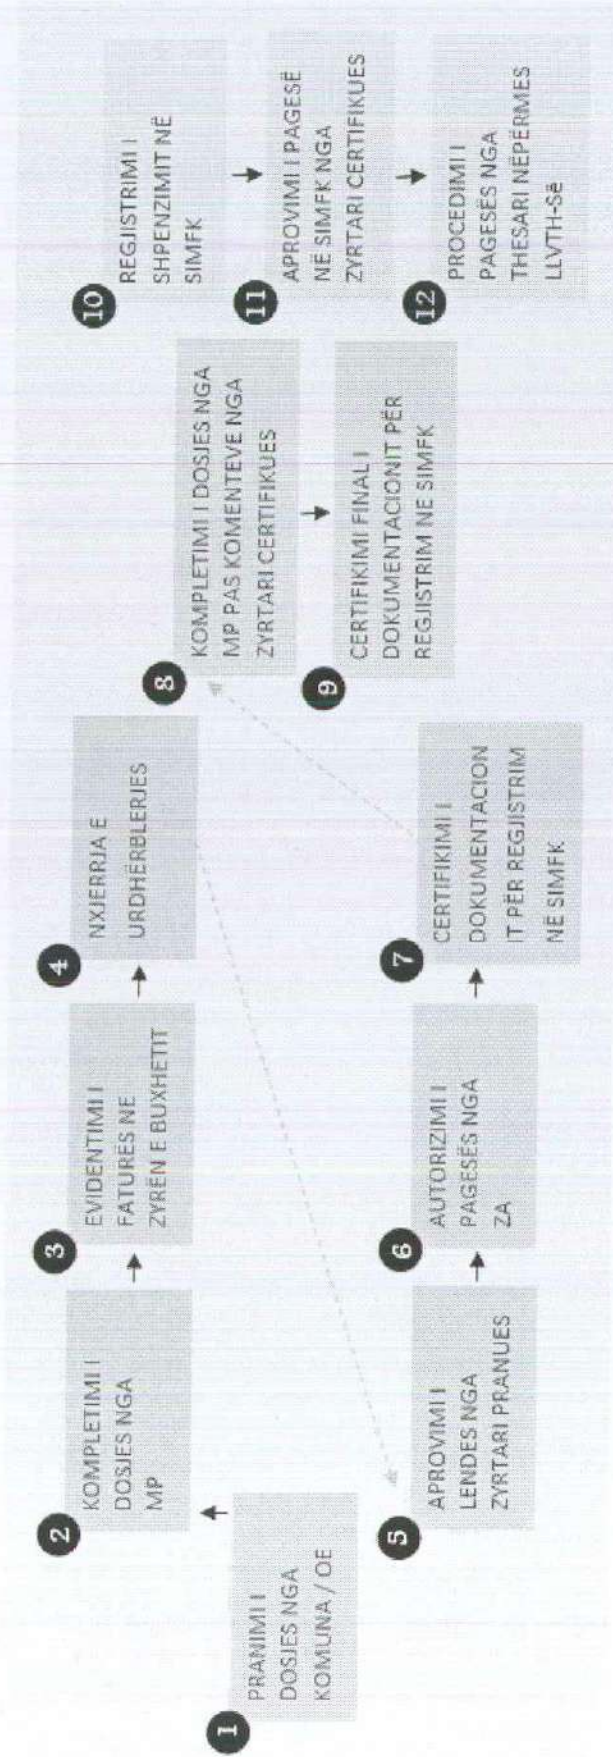 1
PRANIMI I
DOSJES NGA
KOMUNA / OE
2
KOMPLETIMI I
DOSJES NGA
MP
3
EVIDENTIMI I
FATURËS NË
ZYRËN E BUXHETIT
4
NXJERRJA E
URDHËRBLERJES
5
APROVIMI I
LENDES NGA
ZYRTARI PRANUES
6
AUTORIZIMI I
PAGESËS NGA
ZA
7
CERTIFIKIMI I
DOKUMENTACION
IT PËR REGJISTRIM
NË SIMFK
8
KOMPLETIMI I DOSJES NGA
MP PAS KOMENTEVE NGA
ZYRTARI CERTIFIKUES
9
CERTIFIKIMI FINAL I
DOKUMENTACIONIT PËR
REGJISTRIM NE SIMFK
10
REGJISTRIMI I
SHPENZIMIT NË
SIMFK
11
APROVIMI I PAGESË
NË SIMFK NGA
ZYRTARI CERTIFIKUES
12
PROCEDIMI I
PAGESËS NGA
THESARI NËPËRMES
LLVTH-Së